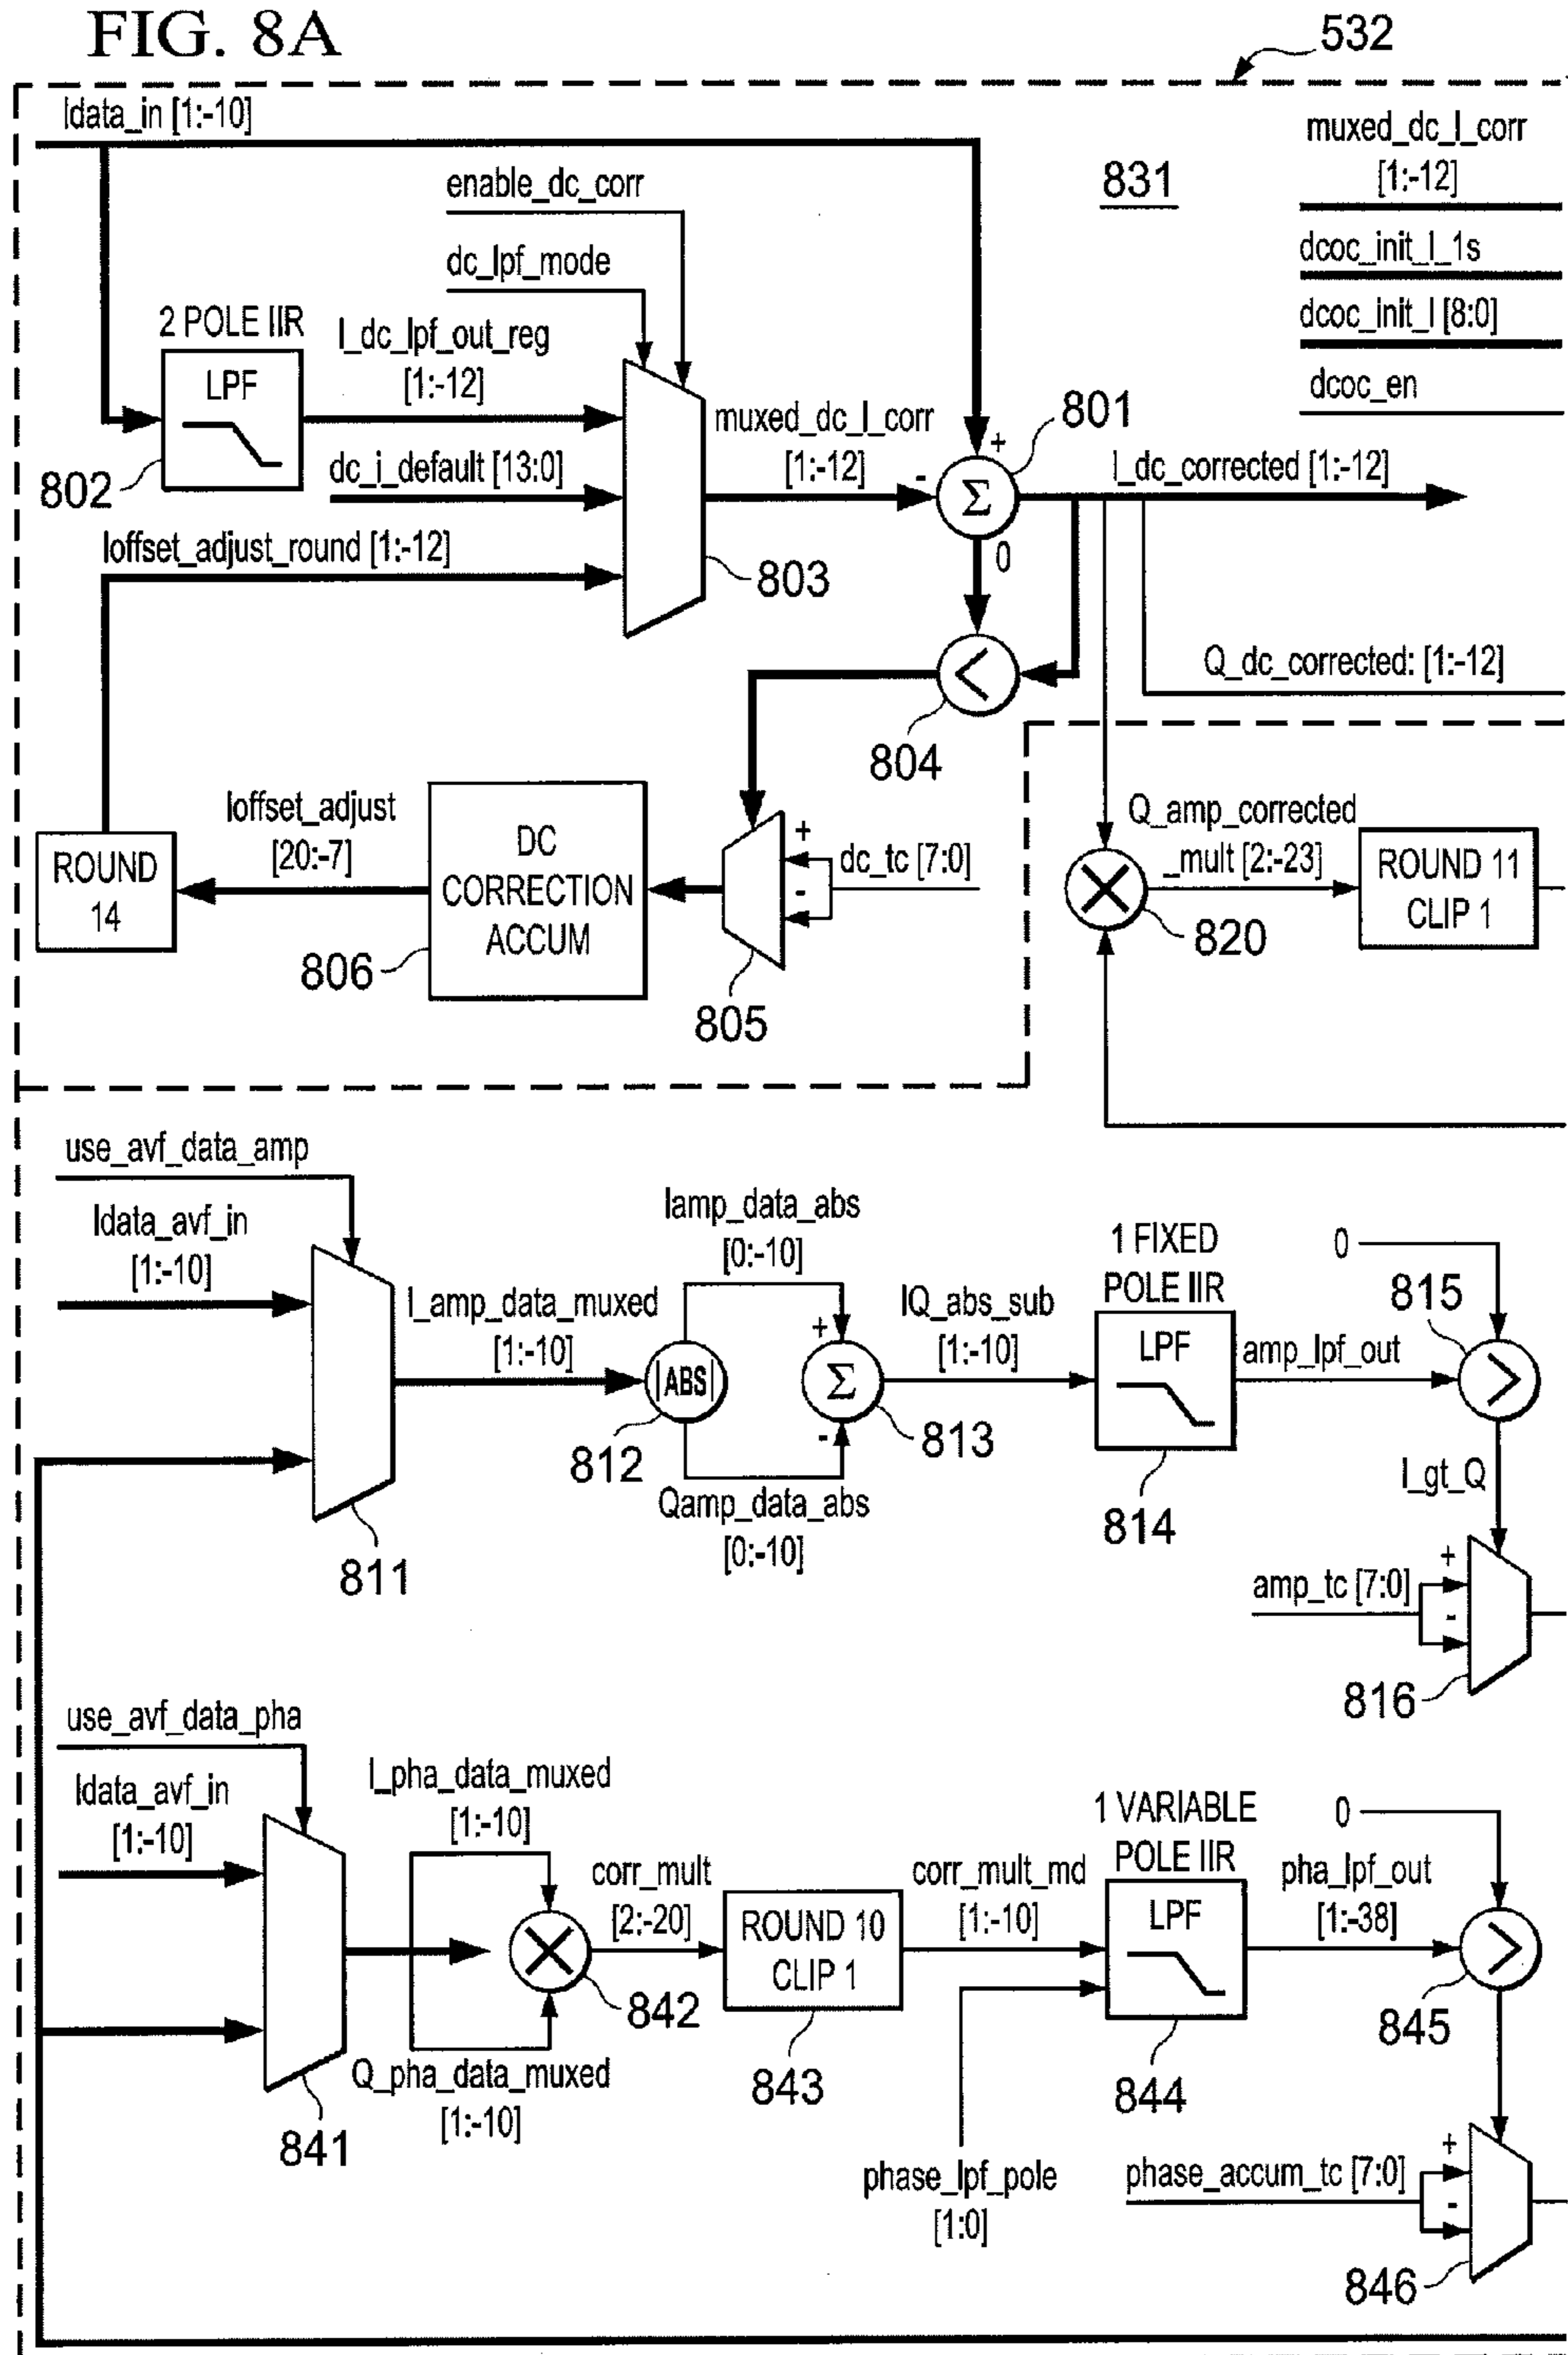 FIG. 8A
532
Idata_in [1:-10]
muxed_dc_I_corr
[1:-12]
enable_dc_corr
831
dcoc_init_I_1s
dc_lpf_mode
2 POLE IIR
LPF
802
I_dc_lpf_out_reg
[1:-12]
dcoc_init_I [8:0]
dcoc_en
dc_i_default [13:0]
muxed_dc_I_corr
[1:-12]
-
+
Σ
801
0
I_dc_corrected [1:-12]
Ioffset_adjust_round [1:-12]
803
<
804
Q_dc_corrected: [1:-12]
ROUND
14
Ioffset_adjust
[20:-7]
DC
CORRECTION
ACCUM
806
+
-
dc_tc [7:0]
805
Q_amp_corrected
_mult [2:-23]
820
ROUND 11
CLIP 1
use_avf_data_amp
Idata_avf_in
[1:-10]
811
I_amp_data_muxed
[1:-10]
Iamp_data_abs
[0:-10]
|ABS|
812
Qamp_data_abs
[0:-10]
+
Σ
-
813
IQ_abs_sub
[1:-10]
1 FIXED
POLE IIR
LPF
814
amp_lpf_out
0
815
>
I_gt_Q
amp_tc [7:0]
+
-
816
use_avf_data_pha
Idata_avf_in
[1:-10]
841
I_pha_data_muxed
[1:-10]
Q_pha_data_muxed
[1:-10]
842
corr_mult
[2:-20]
ROUND 10
CLIP 1
843
corr_mult_md
[1:-10]
1 VARIABLE
POLE IIR
LPF
844
phase_lpf_pole
[1:0]
pha_lpf_out
[1:-38]
0
>
845
phase_accum_tc [7:0]
+
-
846